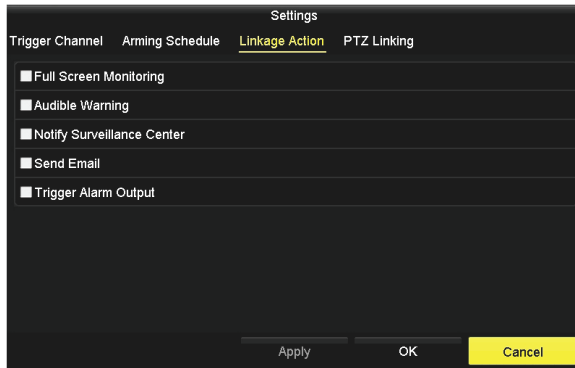 Settings
Trigger Channel Arming Schedule Linkage Action PTZ Linking
Full Screen Monitoring
Audible Warning
Notify Surveillance Center
Send Email
Trigger Alarm Output
Apply OK Cancel